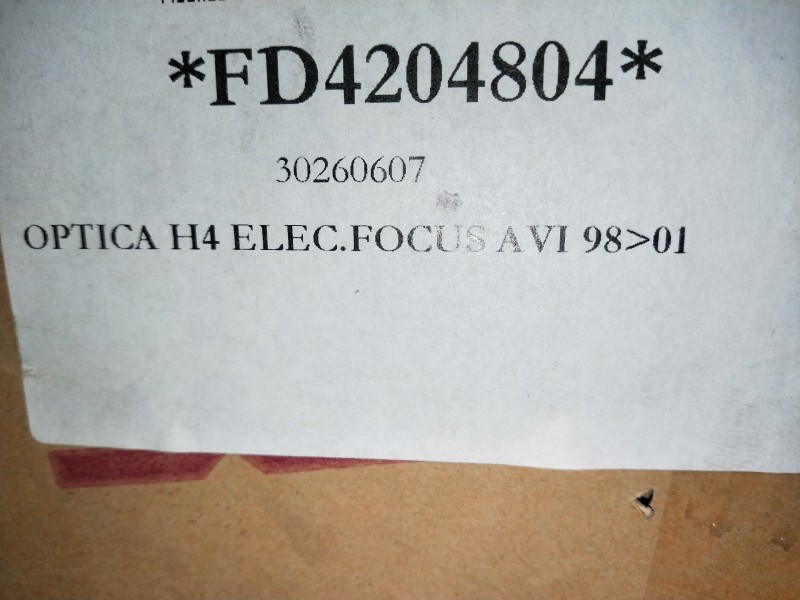 *FD4204804*
30260607
OPTICA H4 ELEC.FOCUS AVI 98>01